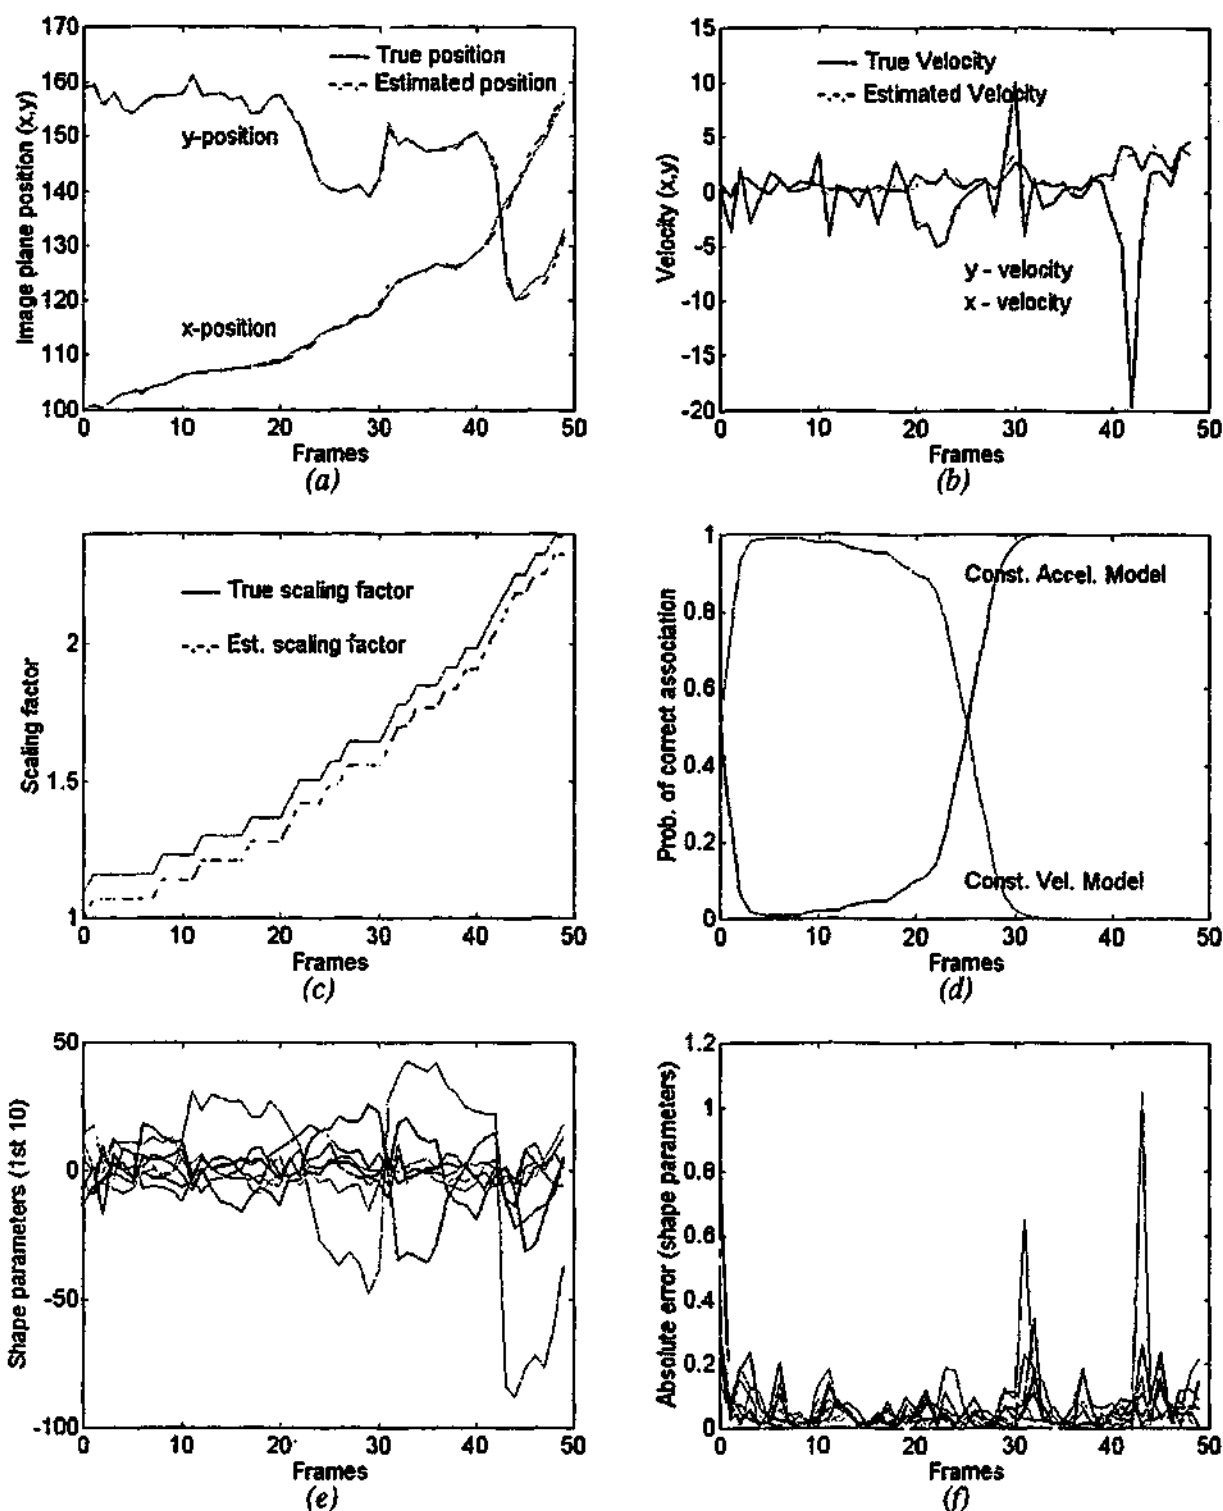 170
160
150
140
130
120
110
100
Image plane position (x,y)
True position
Estimated position
y-position
x-position
0 10 20 30 40 50
Frames
(a)
15
10
5
0
-5
-10
-15
-20
Velocity (x,y)
True Velocity
Estimated Velocity
y - velocity
x - velocity
0 10 20 30 40 50
Frames
(b)
2
1.5
1
Scaling factor
True scaling factor
Est. scaling factor
0 10 20 30 40 50
Frames
(c)
1
0.8
0.6
0.4
0.2
0
Prob. of correct association
Const. Accel. Model
Const. Vel. Model
0 10 20 30 40 50
Frames
(d)
50
0
-50
-100
Shape parameters (1st 10)
0 10 20 30 40 50
Frames
(e)
1.2
1
0.8
0.6
0.4
0.2
0
Absolute error (shape parameters)
0 10 20 30 40 50
Frames
(f)